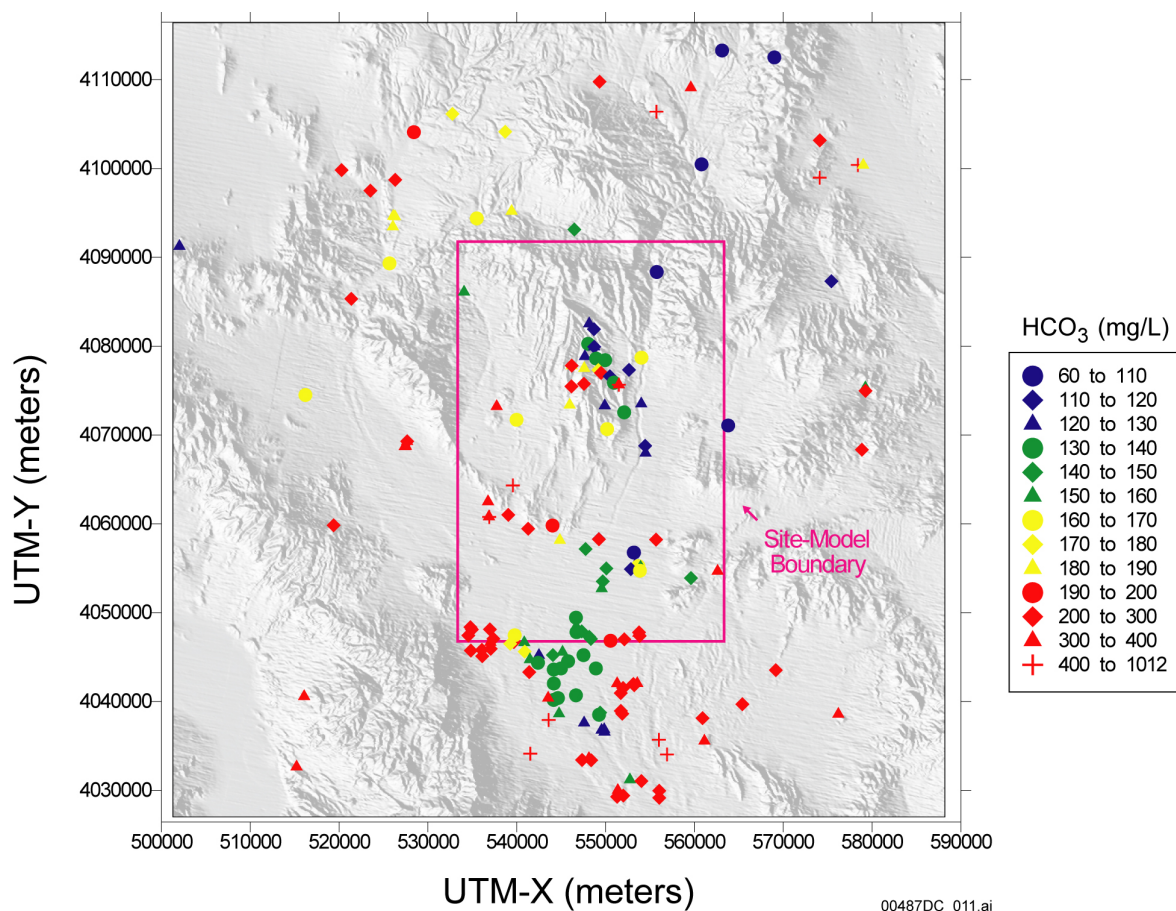 4110000
4100000
4090000
4080000
4070000
4060000
4050000
4040000
4030000
UTM-Y (meters)
500000 510000 520000 530000 540000 550000 560000 570000 580000 590000
UTM-X (meters)
Site-Model
Boundary
HCO3 (mg/L)
60 to 110
110 to 120
120 to 130
130 to 140
140 to 150
150 to 160
160 to 170
170 to 180
180 to 190
190 to 200
200 to 300
300 to 400
400 to 1012
00487DC_011.ai